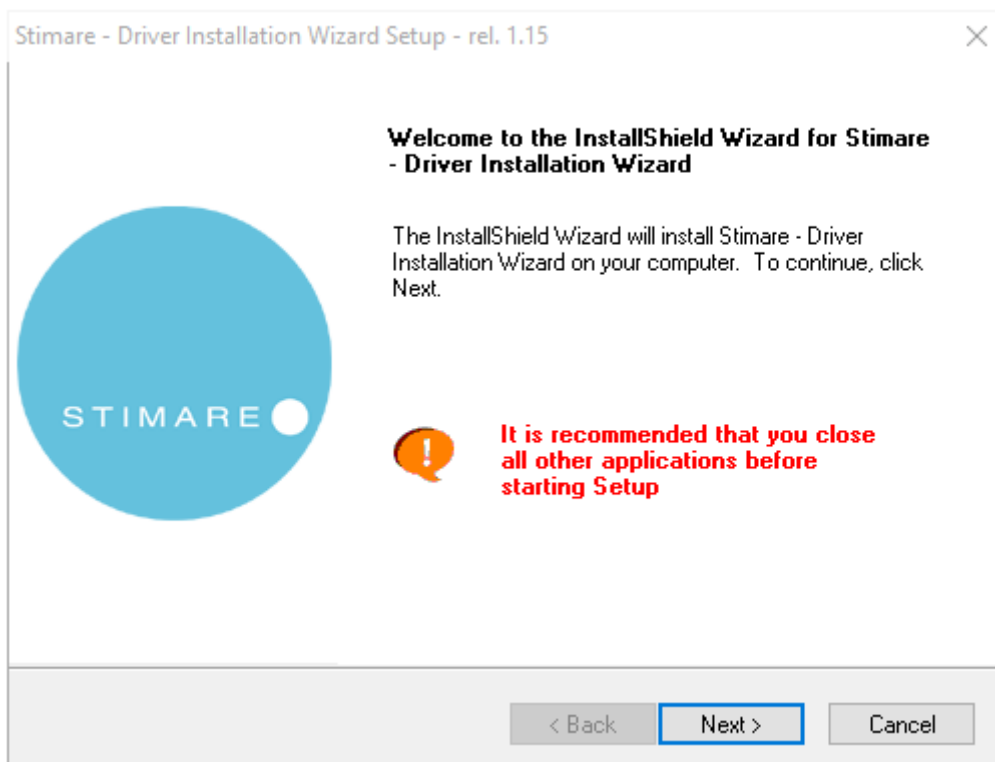 Stimare - Driver Installation Wizard Setup - rel. 1.15
Welcome to the InstallShield Wizard for Stimare
- Driver Installation Wizard
The InstallShield Wizard will install Stimare - Driver
Installation Wizard on your computer.  To continue, click
Next.
STIMARE
It is recommended that you close
all other applications before
starting Setup
< Back
Next >
Cancel